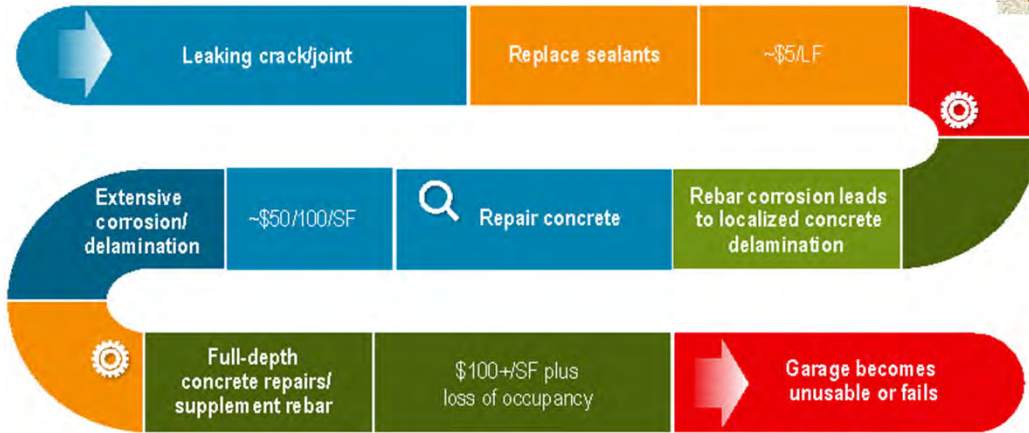 Leaking crack/joint
Replace sealants
~$5/LF
Rebar corrosion leads
to localized concrete
delamination
Repair concrete
~$50/100/SF
Extensive
corrosion/
delamination
Full-depth
concrete repairs/
supplement rebar
$100+/SF plus
loss of occupancy
Garage becomes
unusable or fails